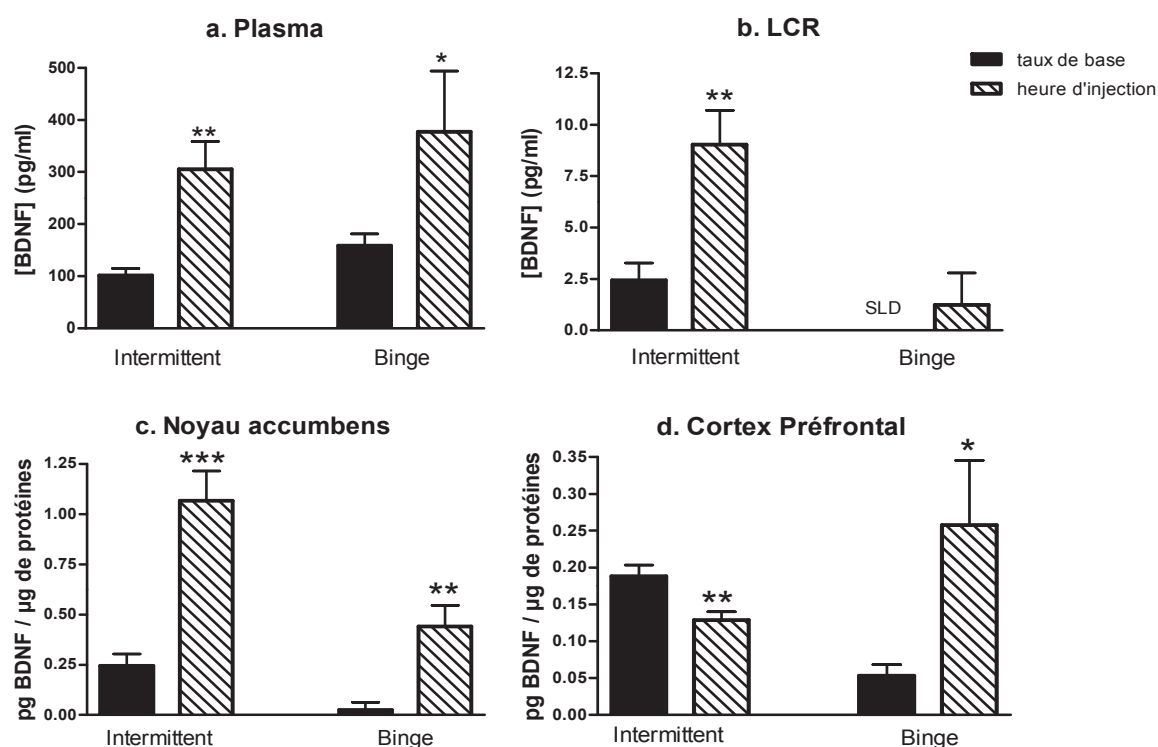 a. Plasma
[BDNF] (pg/ml)
500
400
300
200
100
0
**
*
Intermittent
Binge
b. LCR
[BDNF] (pg/ml)
12.5
10.0
7.5
5.0
2.5
0.0
**
SLD
Intermittent
Binge
taux de base
heure d'injection
c. Noyau accumbens
pg BDNF / µg de protéines
1.25
1.00
0.75
0.50
0.25
0.00
***
**
Intermittent
Binge
d. Cortex Préfrontal
pg BDNF / µg de protéines
0.35
0.30
0.25
0.20
0.15
0.10
0.05
0.00
**
*
Intermittent
Binge